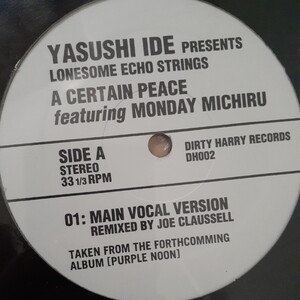 YASUSHI IDE PRESENTS
LONESOME ECHO STRINGS
A CERTAIN PEACE
featuring MONDAY MICHIRU
SIDE A
STEREO
33 1/3 RPM
DIRTY HARRY RECORDS
DH002
01: MAIN VOCAL VERSION
REMIXED BY JOE CLAUSSELL
TAKEN FROM THE FORTHCOMMING
ALBUM [PURPLE NOON]